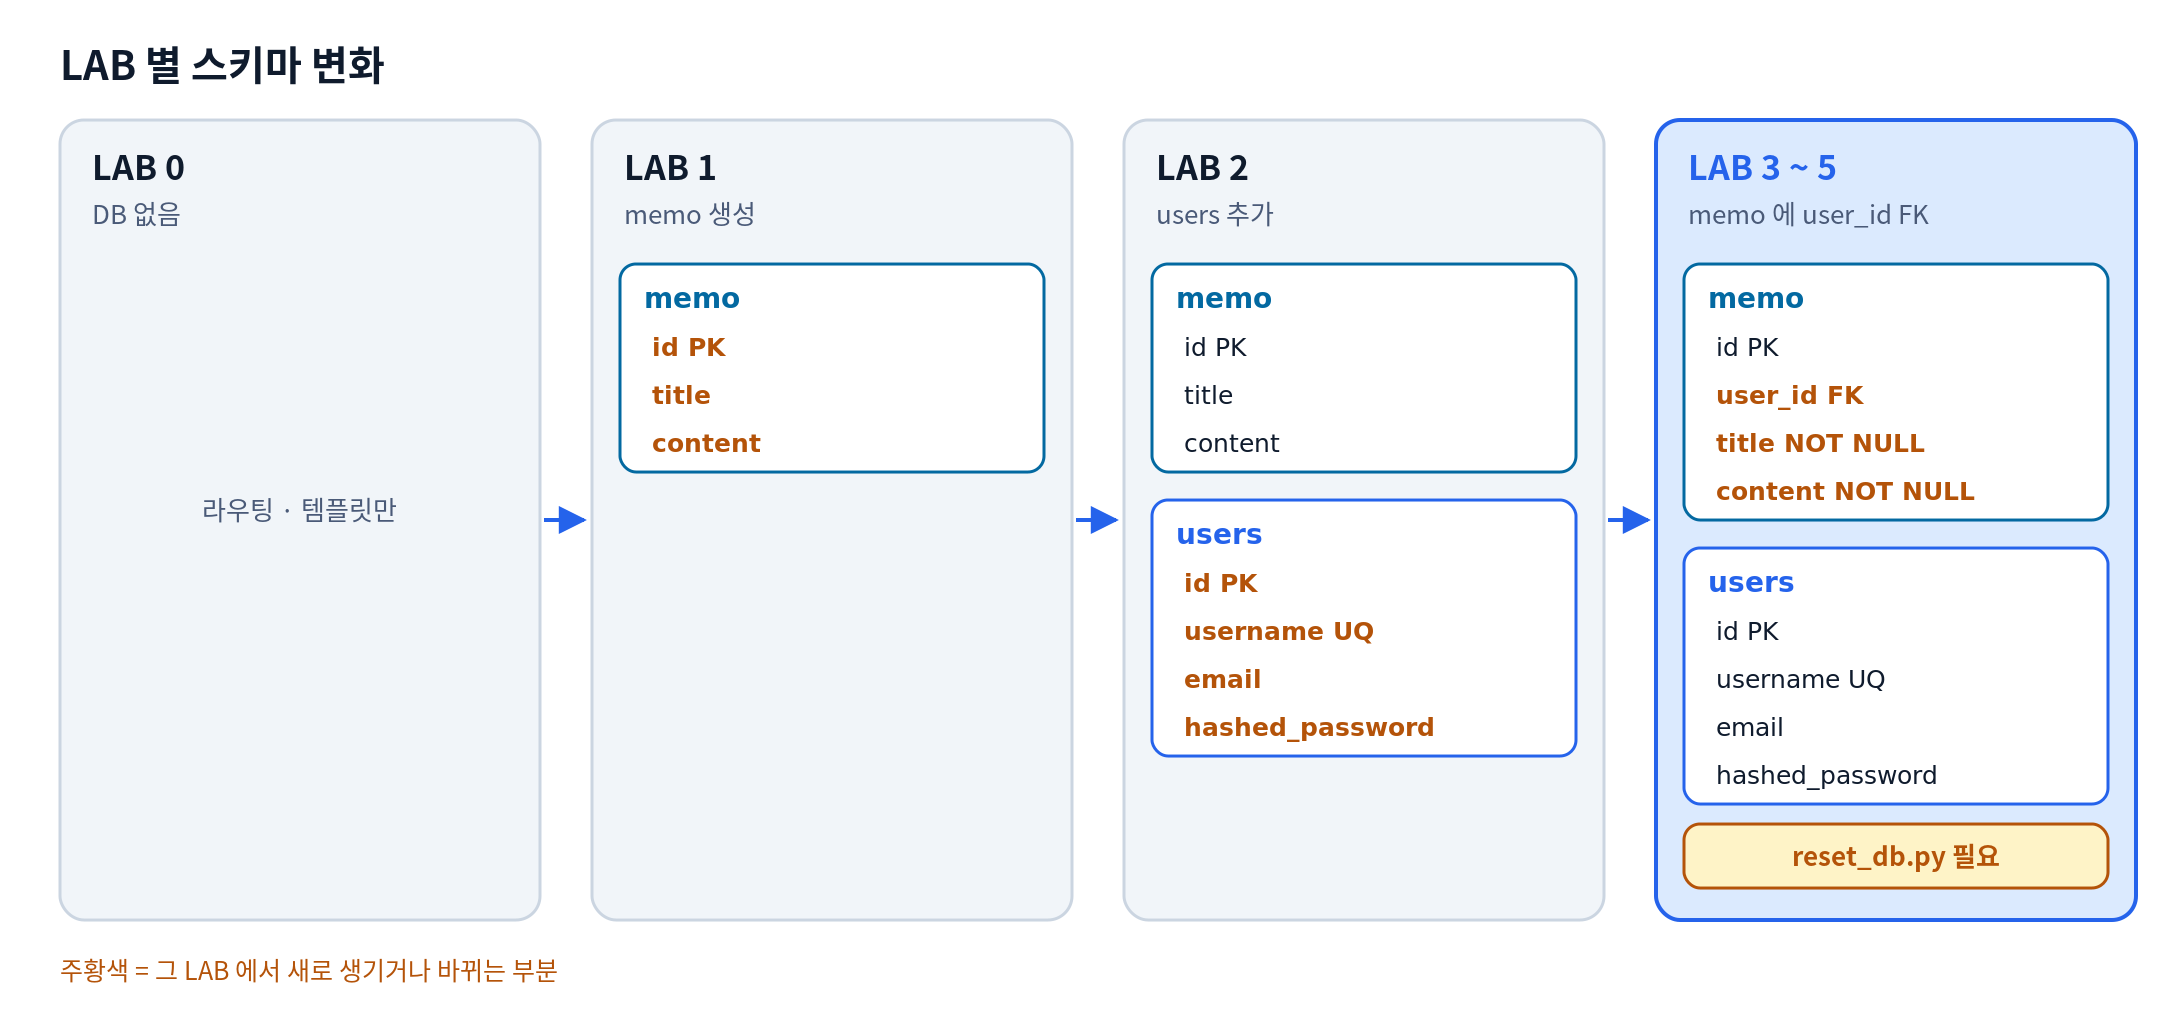 LAB 별 스키마 변화
LAB 0
DB 없음
라우팅 · 템플릿만
LAB 1
memo 생성
memo
id PK
title
content
LAB 2
users 추가
memo
id PK
title
content
users
id PK
username UQ
email
hashed_password
LAB 3 ~ 5
memo 에 user_id FK
memo
id PK
user_id FK
title NOT NULL
content NOT NULL
users
id PK
username UQ
email
hashed_password
reset_db.py 필요
주황색 = 그 LAB 에서 새로 생기거나 바뀌는 부분